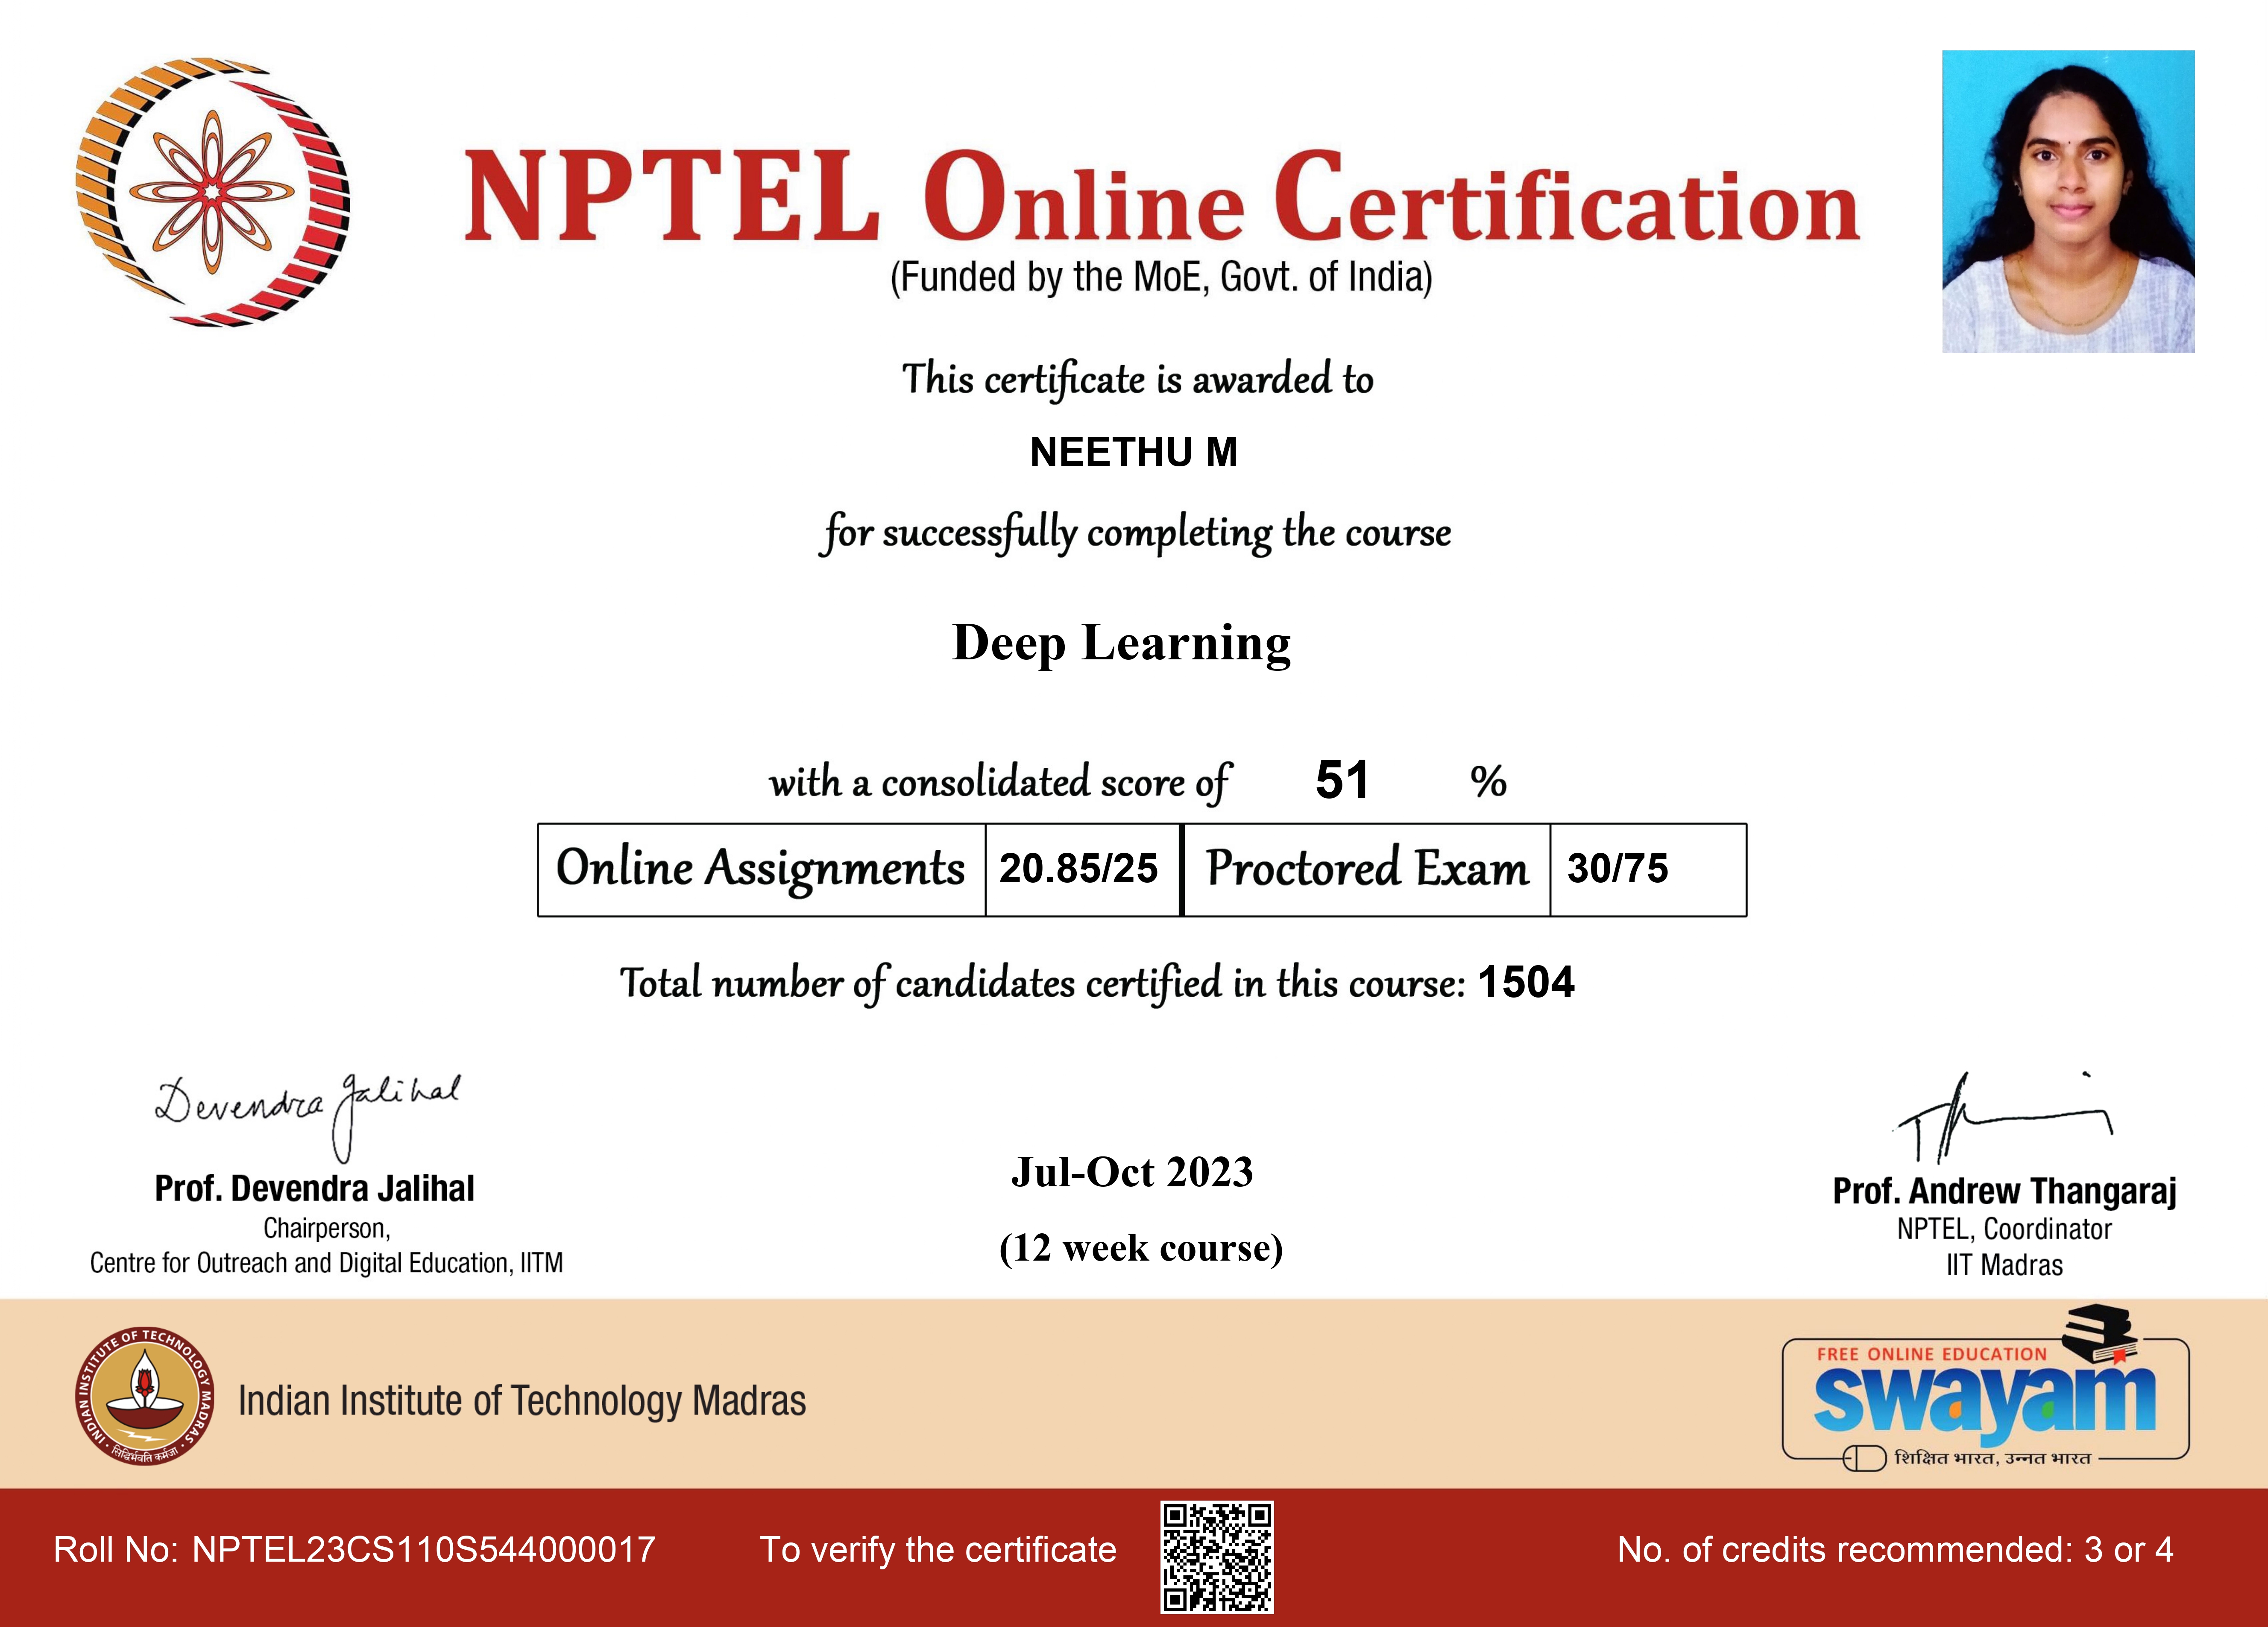 NPTEL Online Certification
(Funded by the MoE, Govt. of India)
This certificate is awarded to
NEETHU M
for successfully completing the course
Deep Learning
with a consolidated score of 51 %
Online Assignments 20.85/25 Proctored Exam 30/75
Total number of candidates certified in this course: 1504
Devendra Jalihal
Prof. Devendra Jalihal
Chairperson,
Centre for Outreach and Digital Education, IITM
Jul-Oct 2023
(12 week course)
Prof. Andrew Thangaraj
NPTEL, Coordinator
IIT Madras
INDIAN INSTITUTE OF TECHNOLOGY MADRAS
सिद्धिर्भवति कर्मजा
Indian Institute of Technology Madras
FREE ONLINE EDUCATION
swayam
शिक्षित भारत, उन्नत भारत
Roll No: NPTEL23CS110S544000017 To verify the certificate No. of credits recommended: 3 or 4